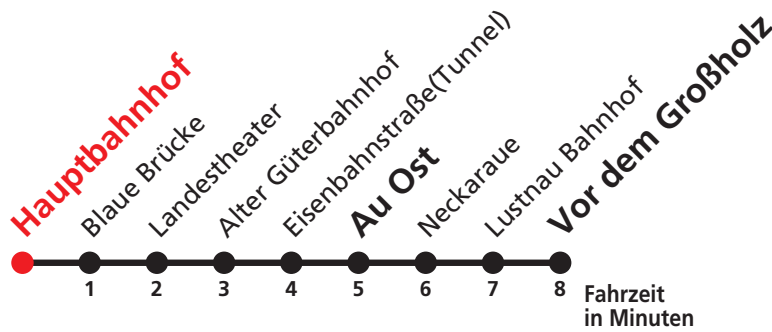 Hauptbahnhof
Blaue Brücke
Landestheater
Alter Güterbahnhof
Eisenbahnstraße(Tunnel)
Au Ost
Neckaraue
Lustnau Bahnhof
Vor dem Großholz
1 2 3 4 5 6 7 8
Fahrzeit
in Minuten